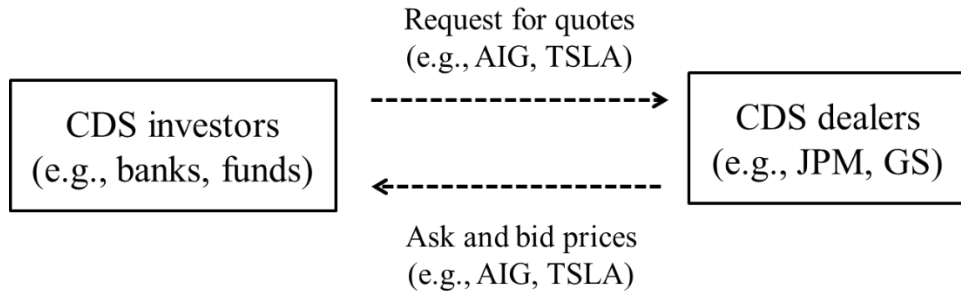 Request for quotes
(e.g., AIG, TSLA)
CDS investors
(e.g., banks, funds)
CDS dealers
(e.g., JPM, GS)
Ask and bid prices
(e.g., AIG, TSLA)